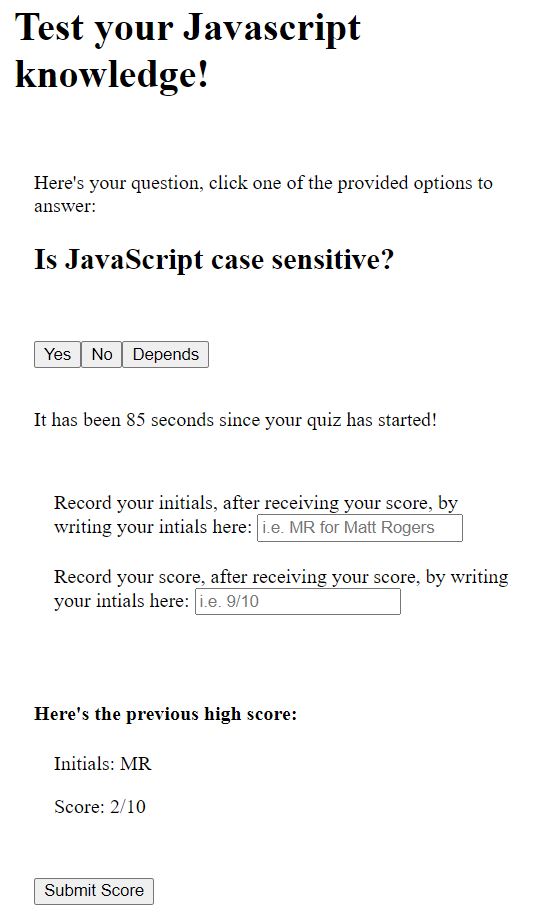 Test your Javascript
knowledge!
Here's your question, click one of the provided options to
answer:
Is JavaScript case sensitive?
Yes No Depends
It has been 85 seconds since your quiz has started!
Record your initials, after receiving your score, by
writing your intials here: i.e. MR for Matt Rogers
Record your score, after receiving your score, by writing
your intials here: i.e. 9/10
Here's the previous high score:
Initials: MR
Score: 2/10
Submit Score